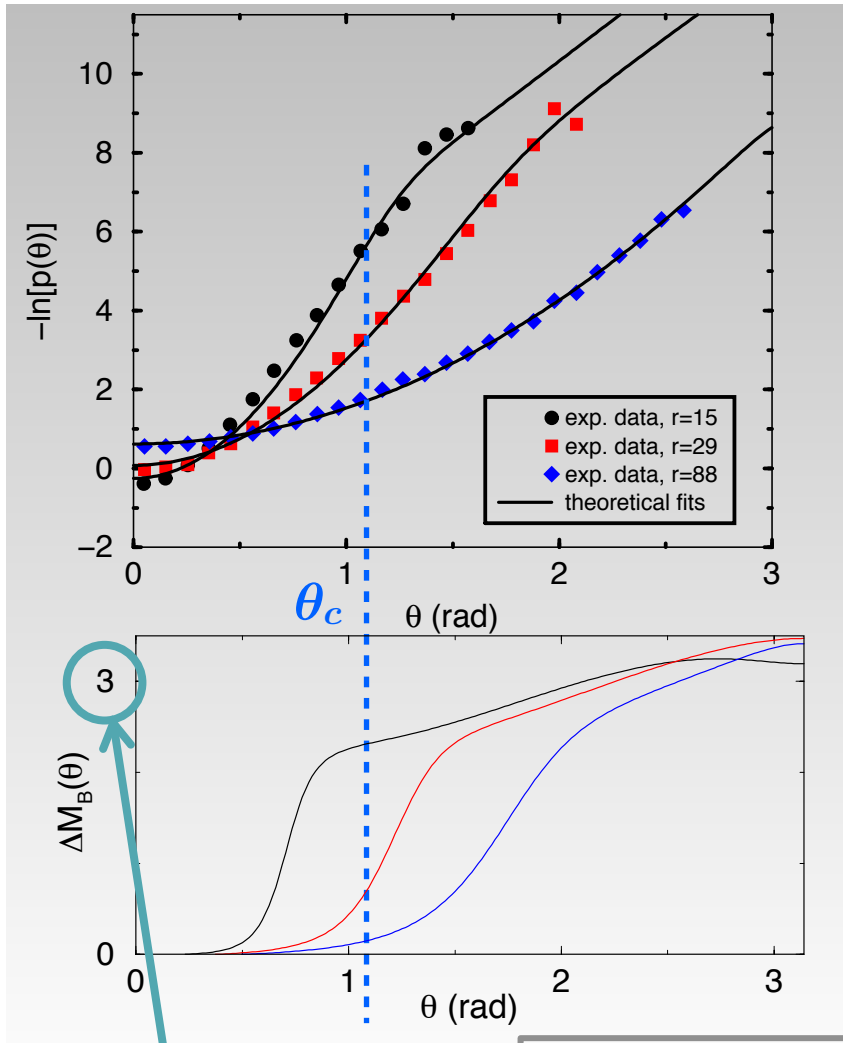 10
8
6
4
2
0
−2
−ln[p(θ)]
exp. data, r=15
exp. data, r=29
exp. data, r=88
theoretical fits
0 1 2 3
θc
θ (rad)
3
0
ΔM_B(θ)
0 1 2 3
θ (rad)